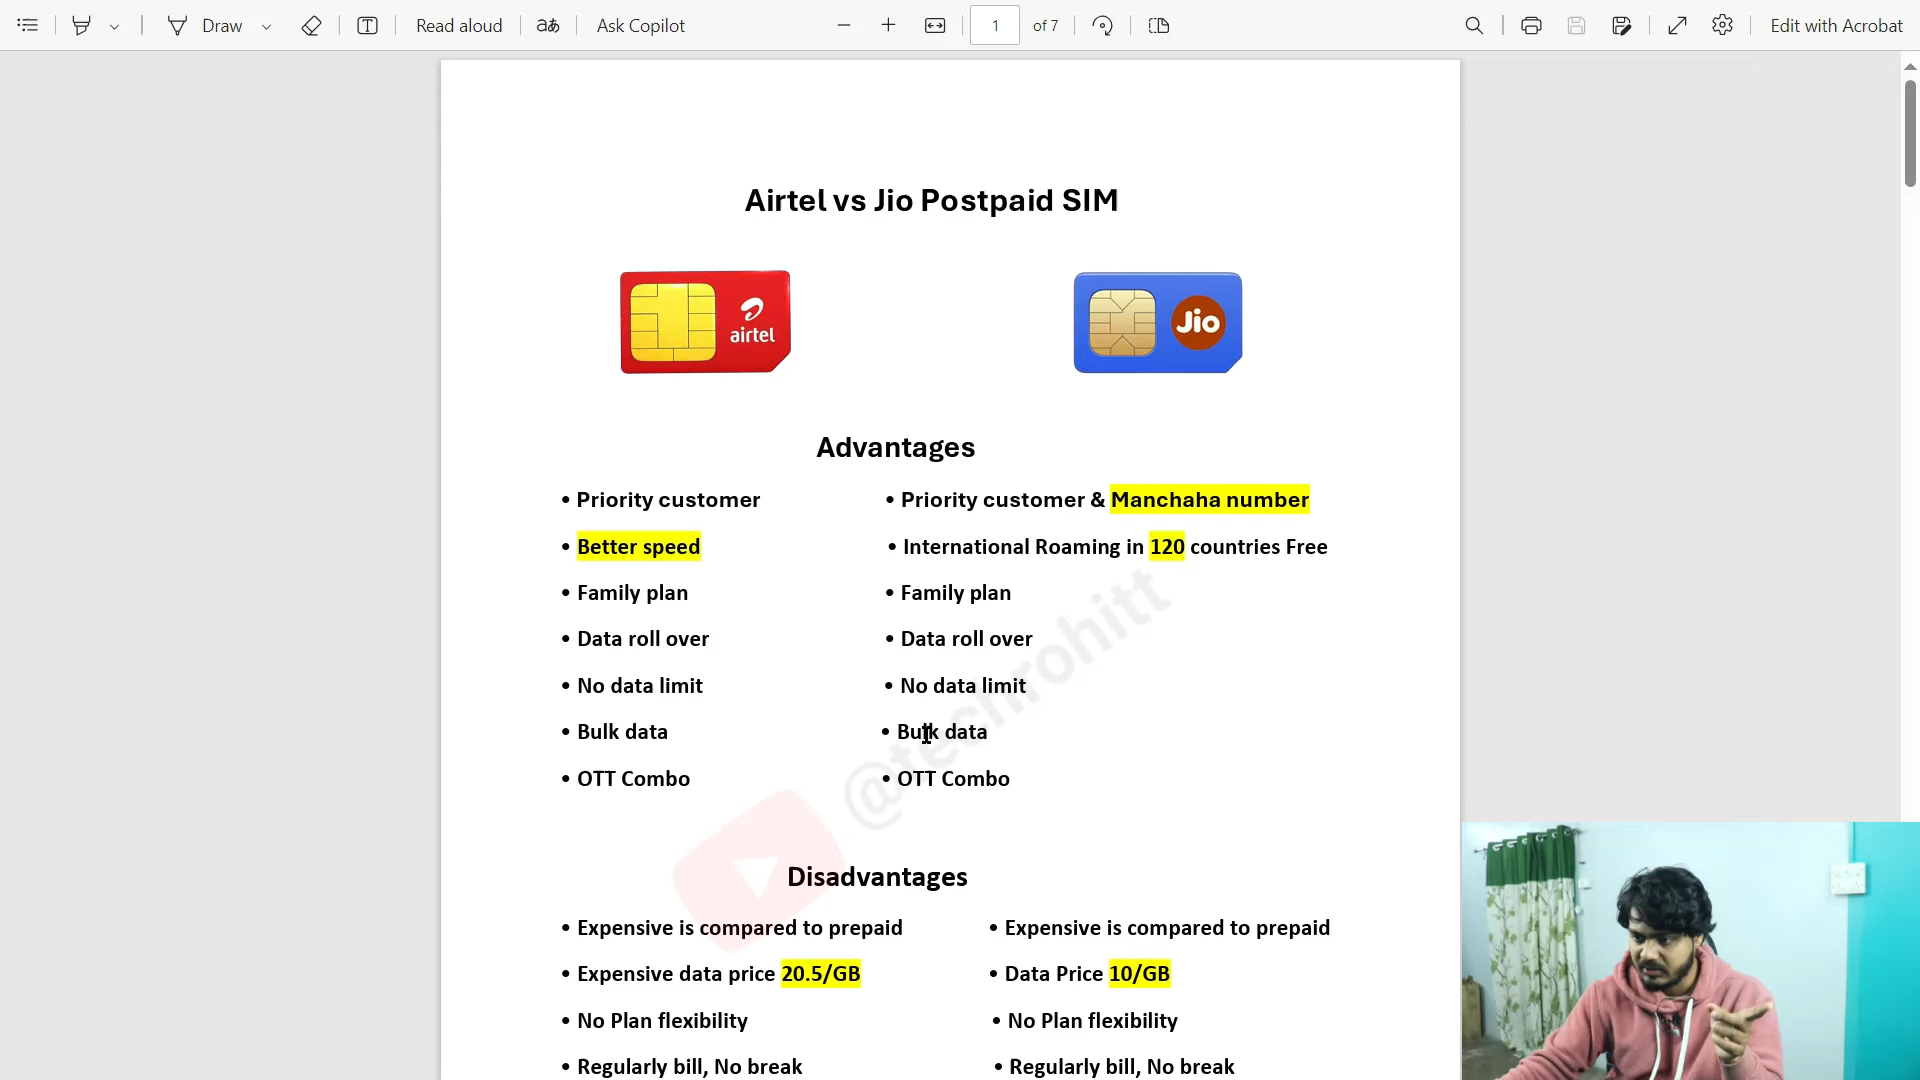 Draw
Read aloud
aあ
Ask Copilot
1 of 7
Edit with Acrobat
Airtel vs Jio Postpaid SIM
airtel
Jio
Advantages
• Priority customer
• Priority customer & Manchaha number
• Better speed
• International Roaming in 120 countries Free
• Family plan
• Family plan
• Data roll over
• Data roll over
• No data limit
• No data limit
• Bulk data
• Bulk data
• OTT Combo
• OTT Combo
@techrohitt
Disadvantages
• Expensive is compared to prepaid
• Expensive is compared to prepaid
• Expensive data price 20.5/GB
• Data Price 10/GB
• No Plan flexibility
• No Plan flexibility
• Regularly bill, No break
• Regularly bill, No break